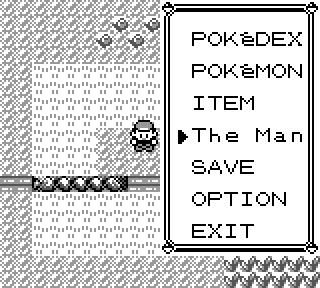 POKéDEX
POKéMON
ITEM
The Man
SAVE
OPTION
EXIT